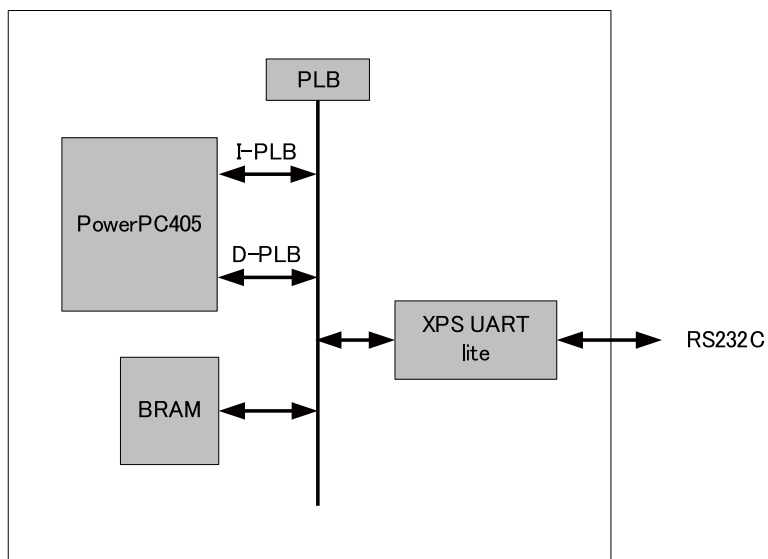 PLB
I-PLB
PowerPC405
D-PLB
XPS UART
lite
RS232C
BRAM